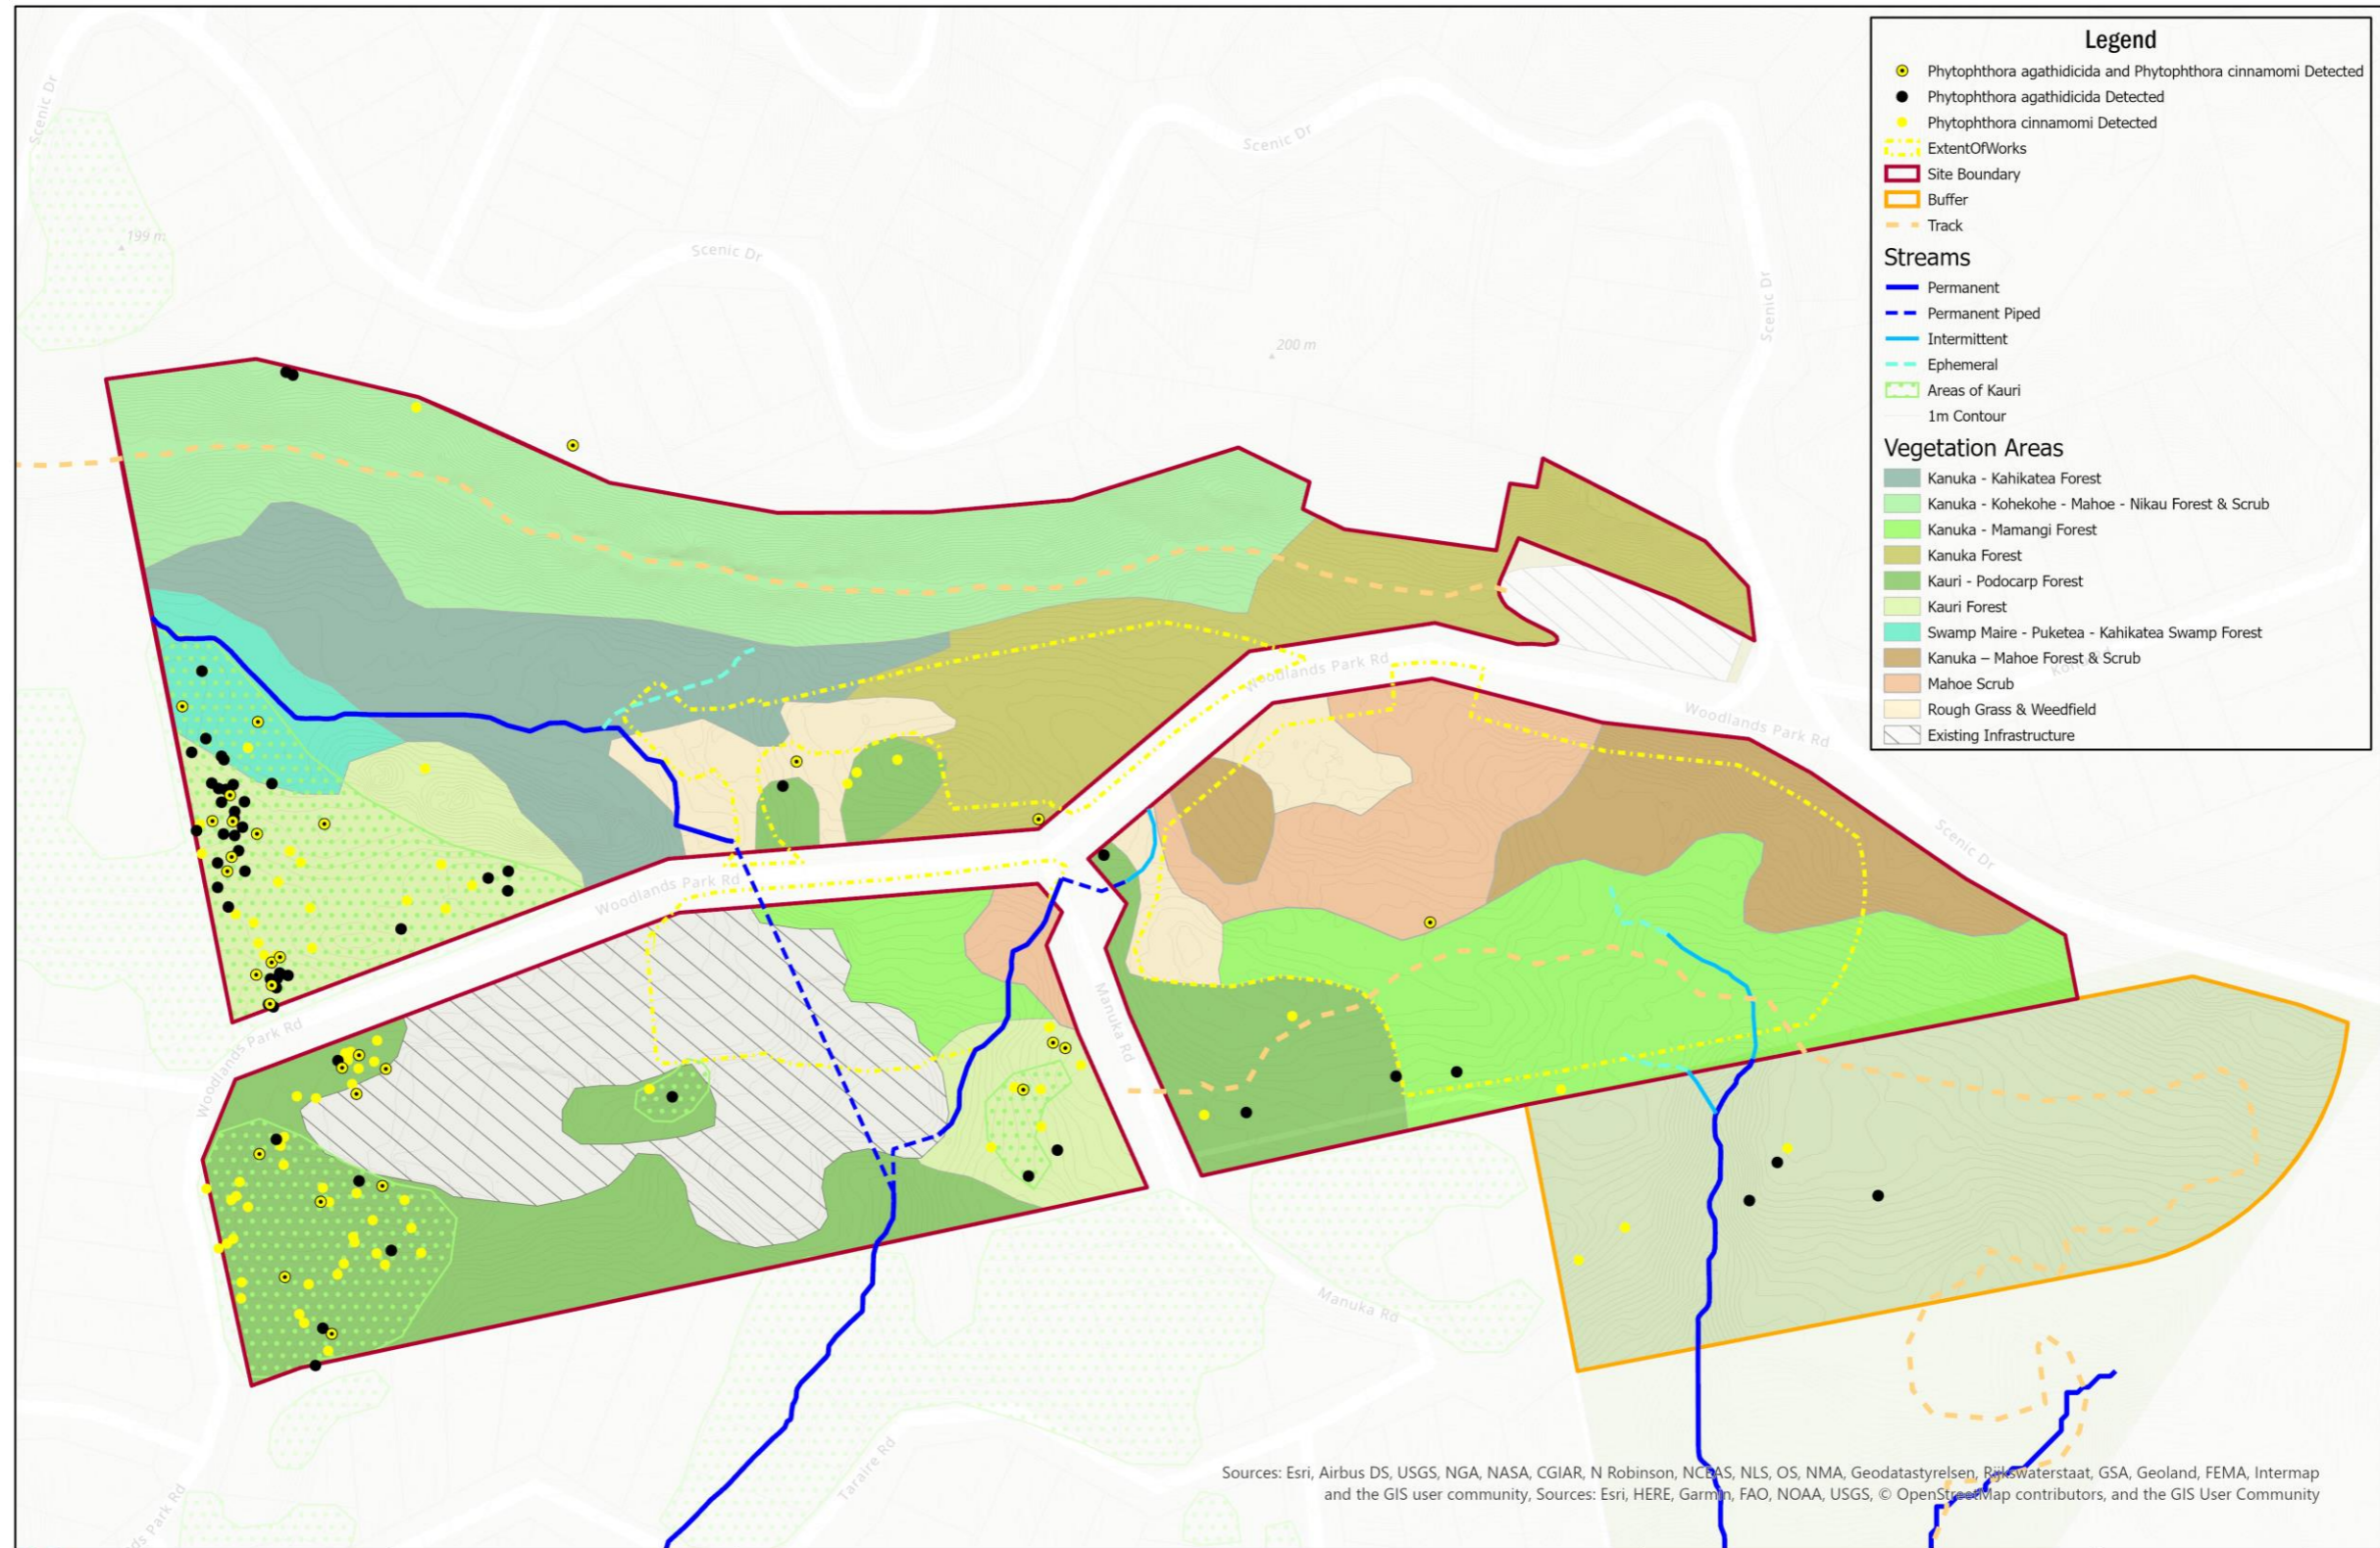 Legend
Phytophthora agathidicida and Phytophthora cinnamomi Detected
Phytophthora agathidicida Detected
Phytophthora cinnamomi Detected
ExtentOfWorks
Site Boundary
Buffer
Track
Streams
Permanent
Permanent Piped
Intermittent
Ephemeral
Areas of Kauri
1m Contour
Vegetation Areas
Kanuka - Kahikatea Forest
Kanuka - Kohekohe - Mahoe - Nikau Forest & Scrub
Kanuka - Mamangi Forest
Kanuka Forest
Kauri - Podocarp Forest
Kauri Forest
Swamp Maire - Puketea - Kahikatea Swamp Forest
Kanuka – Mahoe Forest & Scrub
Mahoe Scrub
Rough Grass & Weedfield
Existing Infrastructure
Scenic Dr
Scenic Dr
Scenic Dr
Scenic Dr
199 m
200 m
Woodlands Park Rd
Woodlands Park Rd
Scenic Dr
Woodlands Park Rd
Woodlands Park Rd
Manuka Rd
Manuka Rd
Taraire Rd
ds Park Rd
Sources: Esri, Airbus DS, USGS, NGA, NASA, CGIAR, N Robinson, NCEAS, NLS, OS, NMA, Geodatastyrelsen, Rijkswaterstaat, GSA, Geoland, FEMA, Intermap
and the GIS user community, Sources: Esri, HERE, Garmin, FAO, NOAA, USGS, © OpenStreetMap contributors, and the GIS User Community